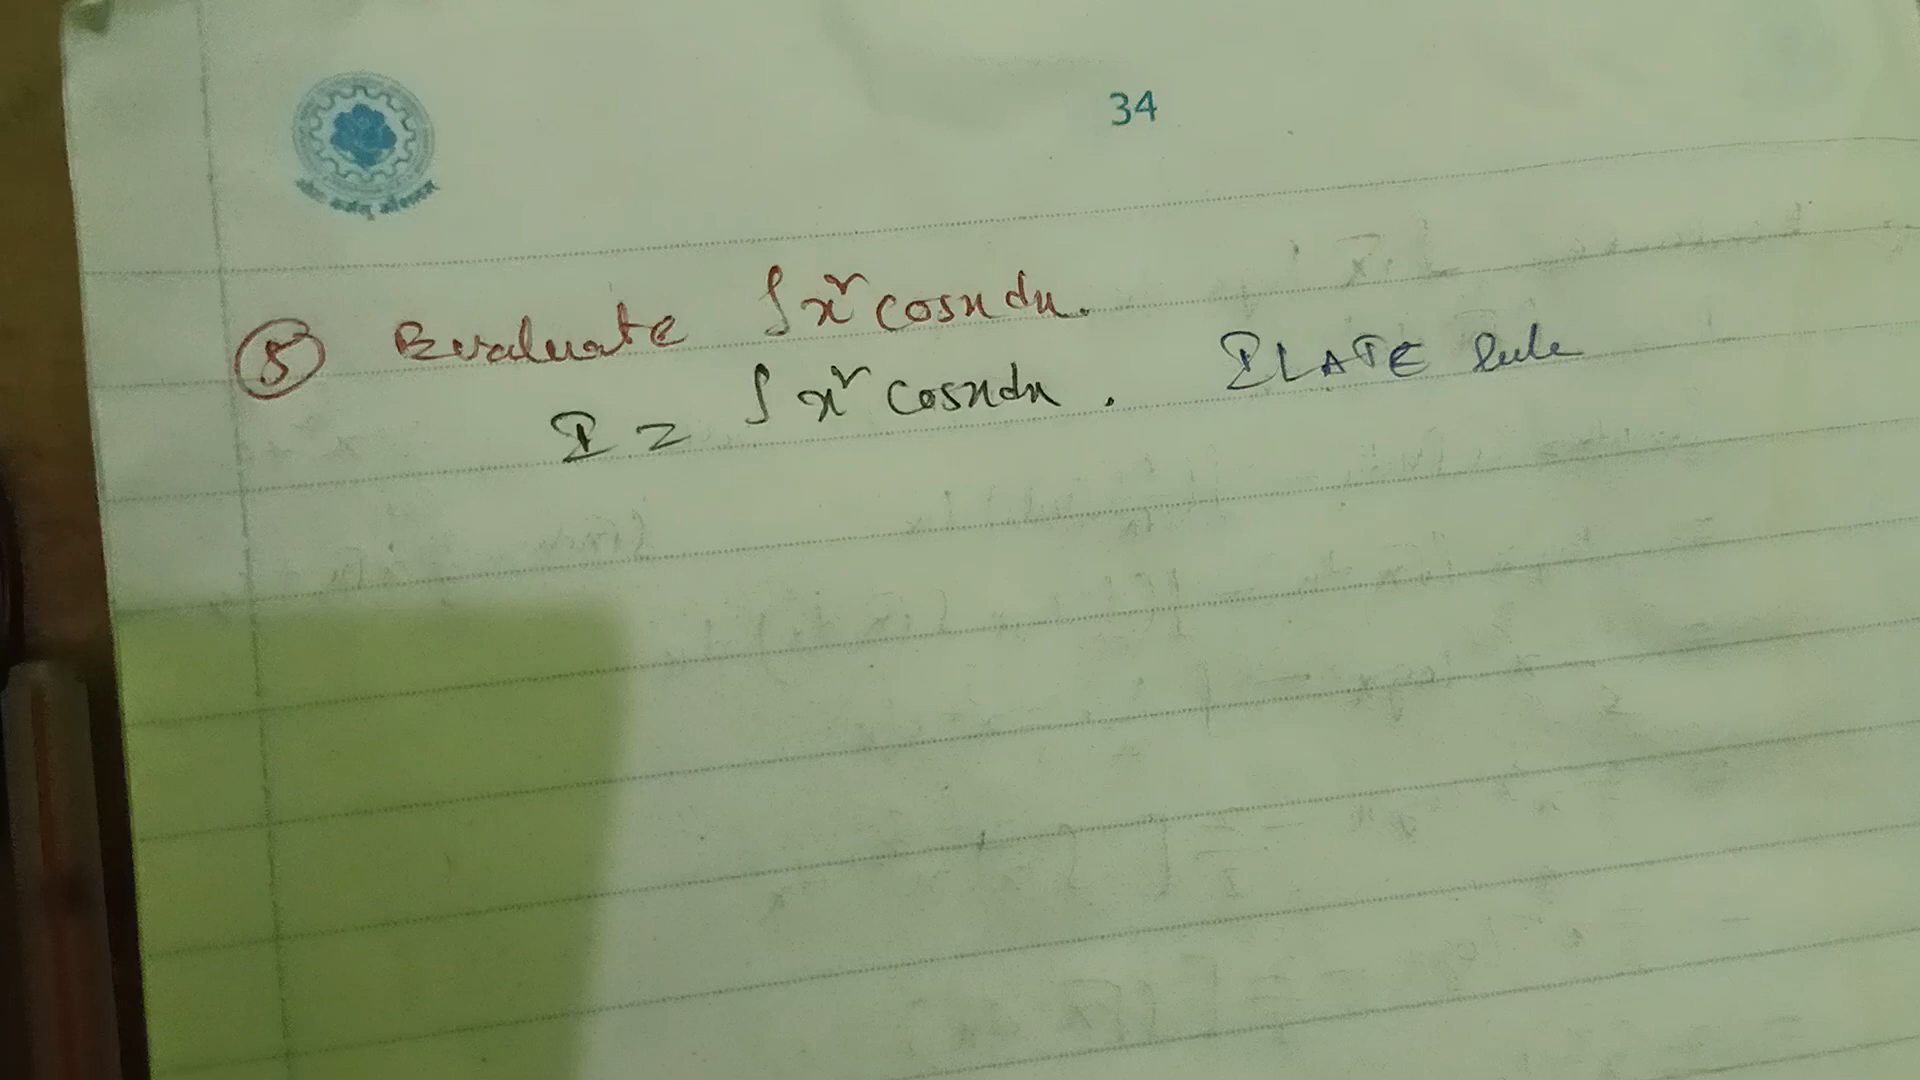 34
⑤ Evaluate ∫x² cosx dx.
I = ∫ x² cosx dx. ILATE Rule